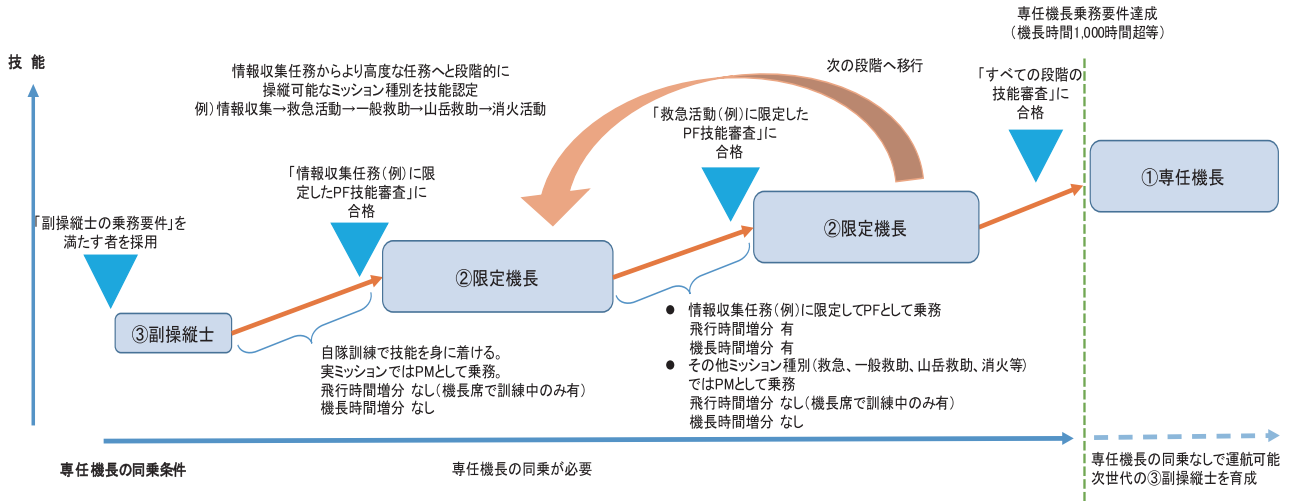 専任機長乗務要件達成
（機長時間1,000時間超等）
技 能
情報収集任務からより高度な任務へと段階的に
操縦可能なミッション種別を技能認定
例）情報収集→救急活動→一般救助→山岳救助→消火活動
次の段階へ移行
「すべての段階の
技能審査」に
合格
「救急活動（例）に限定した
PF技能審査」に
合格
「情報収集任務（例）に限
定したPF技能審査」に
合格
「副操縦士の乗務要件」を
満たす者を採用
①専任機長
②限定機長
②限定機長
③副操縦士
自隊訓練で技能を身に着ける。
実ミッションではPMとして乗務。
飛行時間増分 なし（機長席で訓練中のみ有）
機長時間増分 なし
● 情報収集任務（例）に限定してPFとして乗務
飛行時間増分 有
機長時間増分 有
● その他ミッション種別（救急、一般救助、山岳救助、消火等）
ではPMとして乗務
飛行時間増分 なし（機長席で訓練中のみ有）
機長時間増分 なし
専任機長の同乗条件
専任機長の同乗が必要
専任機長の同乗なしで運航可能
次世代の③副操縦士を育成